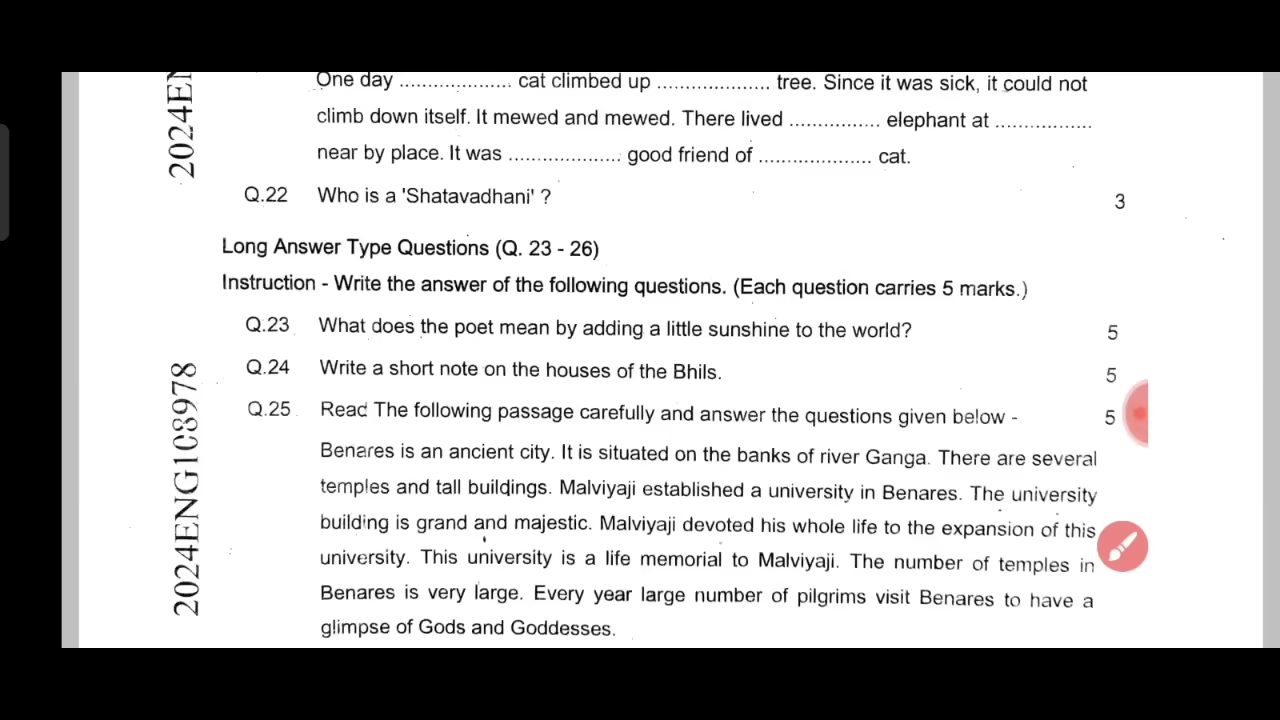 2024EN
One day ................... cat climbed up .................... tree. Since it was sick, it could not
climb down itself. It mewed and mewed. There lived ................ elephant at .................
near by place. It was .................... good friend of .................... cat.
Q.22 Who is a 'Shatavadhani' ? 3
Long Answer Type Questions (Q. 23 - 26)
Instruction - Write the answer of the following questions. (Each question carries 5 marks.)
Q.23 What does the poet mean by adding a little sunshine to the world? 5
Q.24 Write a short note on the houses of the Bhils. 5
Q.25 Read The following passage carefully and answer the questions given below - 5
Benares is an ancient city. It is situated on the banks of river Ganga. There are several
temples and tall buildings. Malviyaji established a university in Benares. The university
building is grand and majestic. Malviyaji devoted his whole life to the expansion of this
university. This university is a life memorial to Malviyaji. The number of temples in
Benares is very large. Every year large number of pilgrims visit Benares to have a
glimpse of Gods and Goddesses.
2024ENG108978